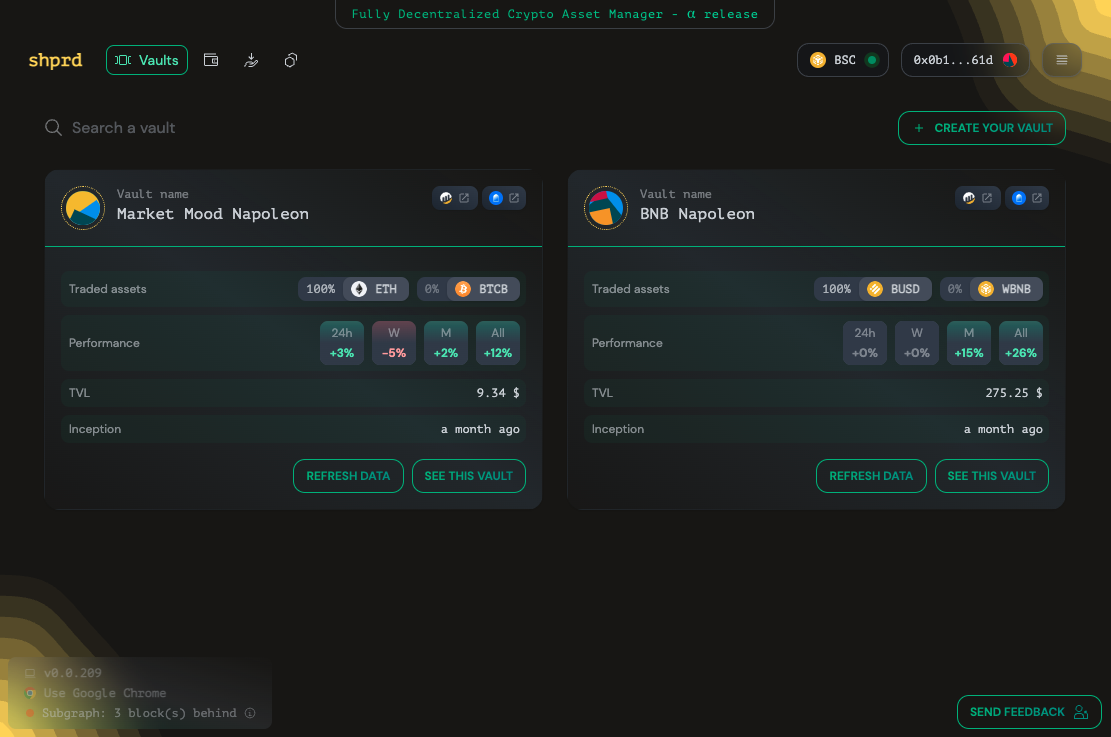 Fully Decentralized Crypto Asset Manager - α release
shprd Vaults BSC 0x0b1...61d
Search a vault + CREATE YOUR VAULT
Vault name
Market Mood Napoleon
Traded assets 100% ETH 0% BTCB
Performance 24h W M All
+3% -5% +2% +12%
TVL 9.34 $
Inception a month ago
REFRESH DATA SEE THIS VAULT
Vault name
BNB Napoleon
Traded assets 100% BUSD 0% WBNB
Performance 24h W M All
+0% +0% +15% +26%
TVL 275.25 $
Inception a month ago
REFRESH DATA SEE THIS VAULT
v0.0.209
Use Google Chrome
Subgraph: 3 block(s) behind
SEND FEEDBACK